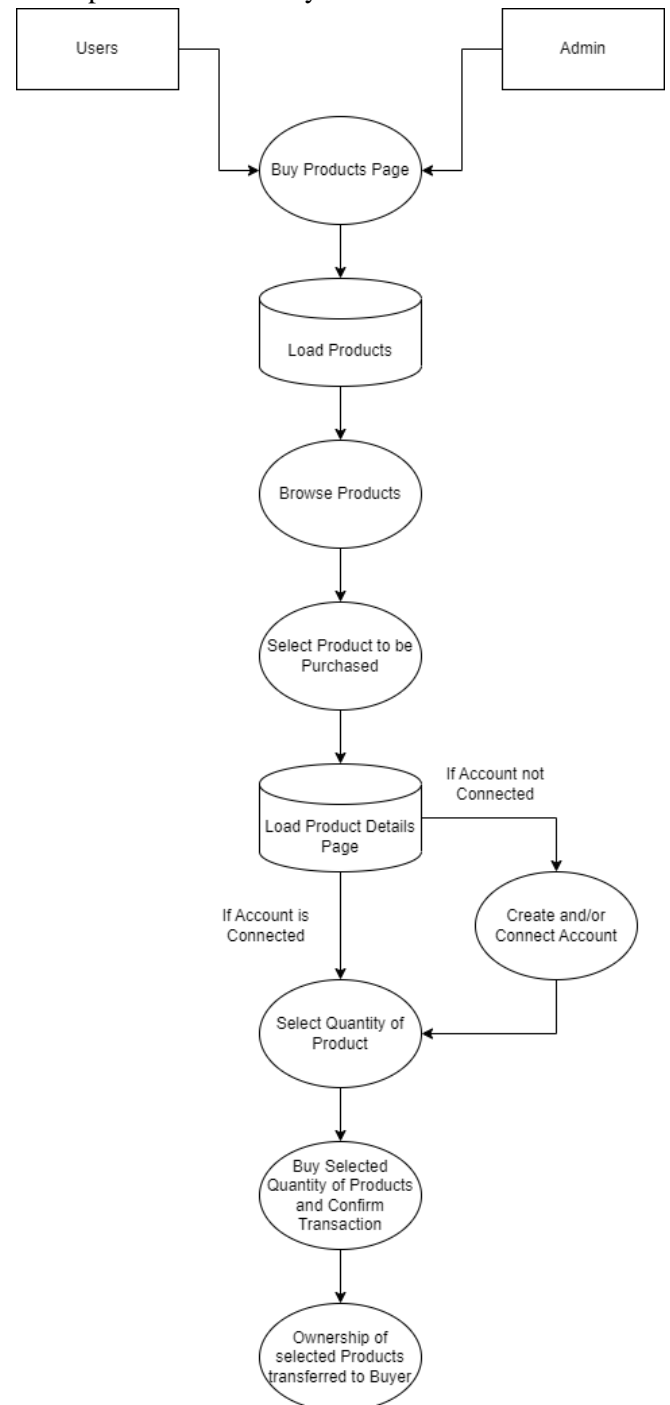 Users
Admin
Buy Products Page
Load Products
Browse Products
Select Product to be
Purchased
If Account not
Connected
Load Product Details
Page
If Account is
Connected
Create and/or
Connect Account
Select Quantity of
Product
Buy Selected
Quantity of Products
and Confirm
Transaction
Ownership of
selected Products
transferred to Buyer